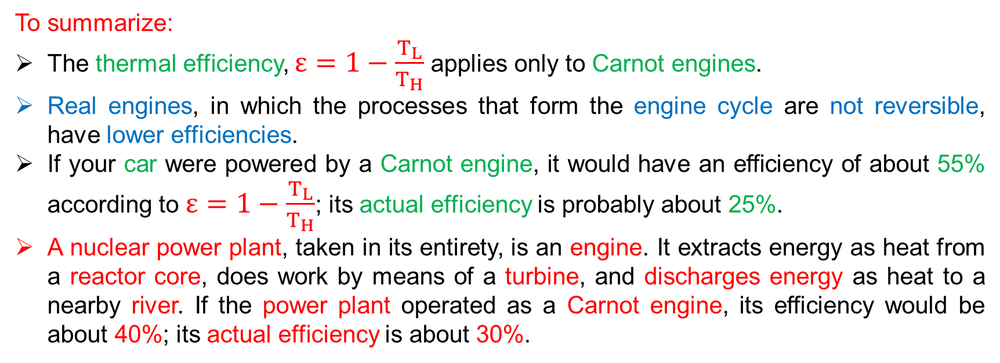 To summarize:
➢ The thermal efficiency, ε = 1 − T_L/T_H applies only to Carnot engines.
➢ Real engines, in which the processes that form the engine cycle are not reversible,
have lower efficiencies.
➢ If your car were powered by a Carnot engine, it would have an efficiency of about 55%
according to ε = 1 − T_L/T_H; its actual efficiency is probably about 25%.
➢ A nuclear power plant, taken in its entirety, is an engine. It extracts energy as heat from
a reactor core, does work by means of a turbine, and discharges energy as heat to a
nearby river. If the power plant operated as a Carnot engine, its efficiency would be
about 40%; its actual efficiency is about 30%.